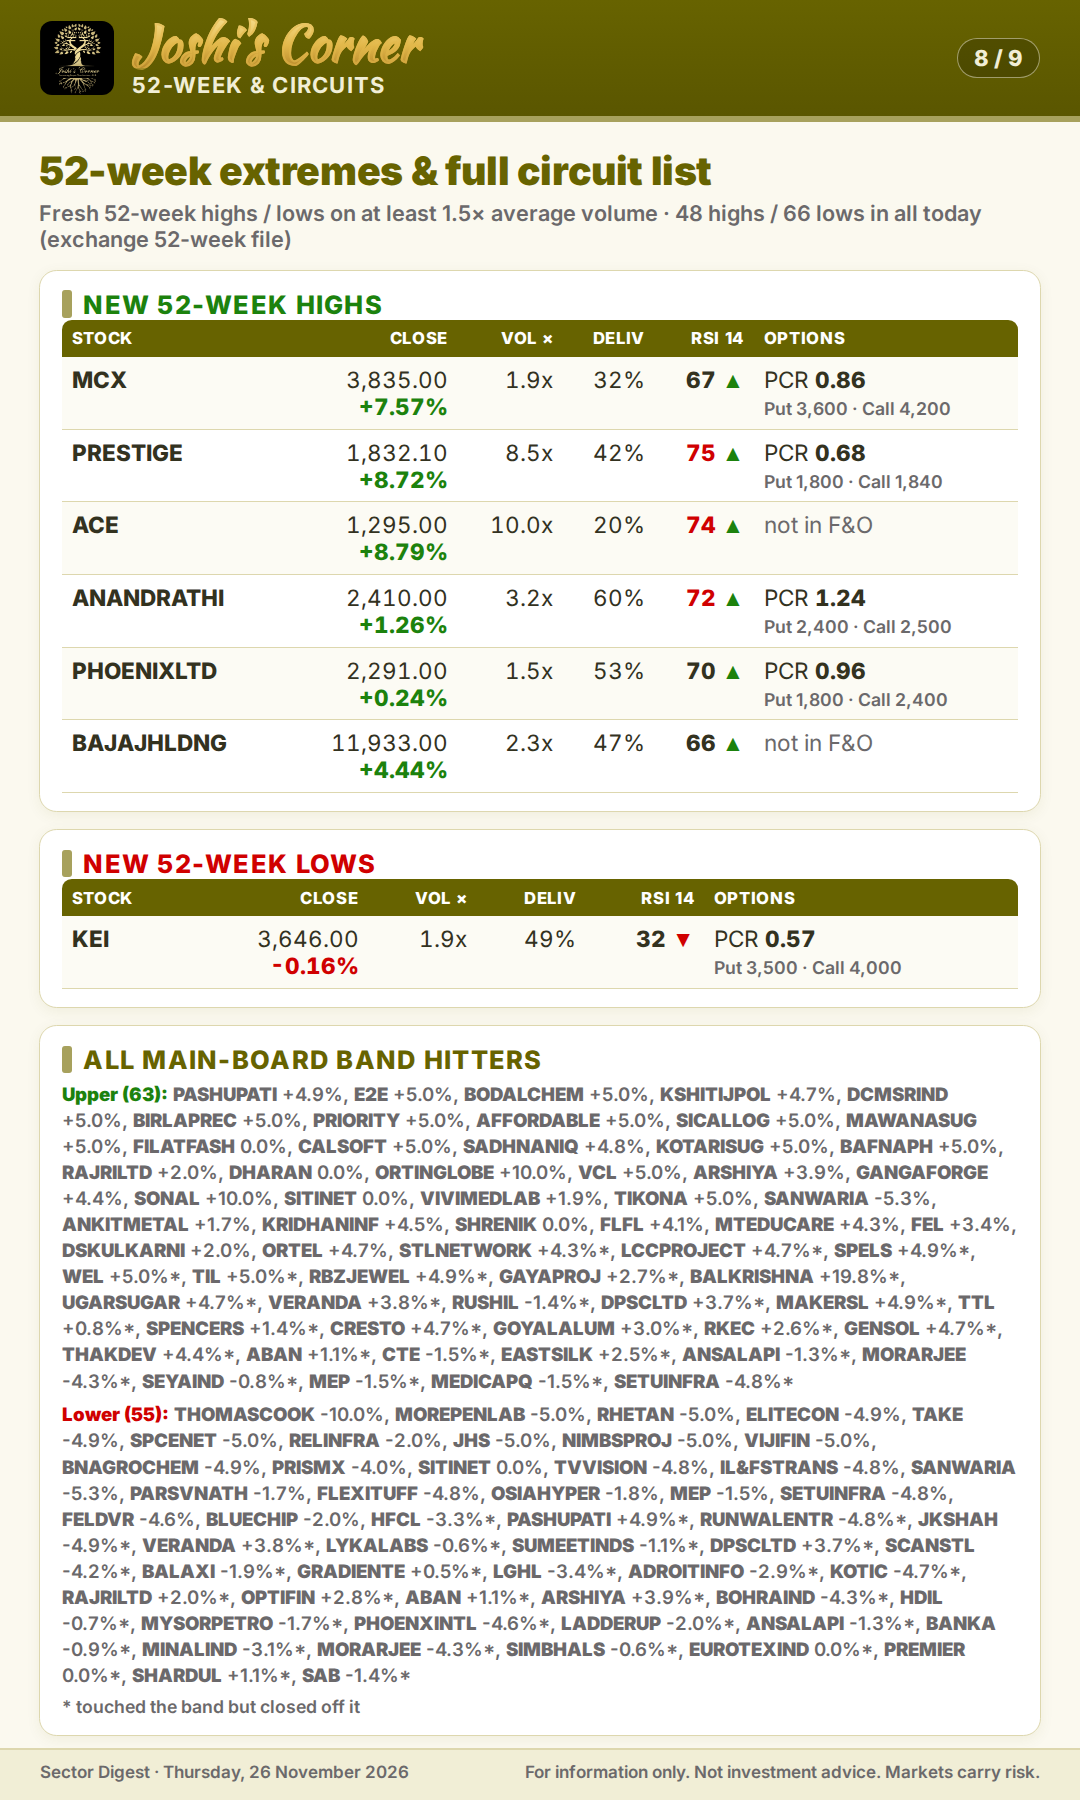 Joshi's Corner
Joshi's Corner
52-WEEK & CIRCUITS
8 / 9
52-week extremes & full circuit list
Fresh 52-week highs / lows on at least 1.5× average volume · 48 highs / 66 lows in all today
(exchange 52-week file)
NEW 52-WEEK HIGHS
STOCK CLOSE VOL × DELIV RSI 14 OPTIONS
MCX 3,835.00 1.9x 32% 67 ▲ PCR 0.86
+7.57% Put 3,600 · Call 4,200
PRESTIGE 1,832.10 8.5x 42% 75 ▲ PCR 0.68
+8.72% Put 1,800 · Call 1,840
ACE 1,295.00 10.0x 20% 74 ▲ not in F&O
+8.79%
ANANDRATHI 2,410.00 3.2x 60% 72 ▲ PCR 1.24
+1.26% Put 2,400 · Call 2,500
PHOENIXLTD 2,291.00 1.5x 53% 70 ▲ PCR 0.96
+0.24% Put 1,800 · Call 2,400
BAJAJHLDNG 11,933.00 2.3x 47% 66 ▲ not in F&O
+4.44%
NEW 52-WEEK LOWS
STOCK CLOSE VOL × DELIV RSI 14 OPTIONS
KEI 3,646.00 1.9x 49% 32 ▼ PCR 0.57
-0.16% Put 3,500 · Call 4,000
ALL MAIN-BOARD BAND HITTERS
Upper (63): PASHUPATI +4.9%, E2E +5.0%, BODALCHEM +5.0%, KSHITIJPOL +4.7%, DCMSRIND
+5.0%, BIRLAPREC +5.0%, PRIORITY +5.0%, AFFORDABLE +5.0%, SICALLOG +5.0%, MAWANASUG
+5.0%, FILATFASH 0.0%, CALSOFT +5.0%, SADHNANIQ +4.8%, KOTARISUG +5.0%, BAFNAPH +5.0%,
RAJRILTD +2.0%, DHARAN 0.0%, ORTINGLOBE +10.0%, VCL +5.0%, ARSHIYA +3.9%, GANGAFORGE
+4.4%, SONAL +10.0%, SITINET 0.0%, VIVIMEDLAB +1.9%, TIKONA +5.0%, SANWARIA -5.3%,
ANKITMETAL +1.7%, KRIDHANINF +4.5%, SHRENIK 0.0%, FLFL +4.1%, MTEDUCARE +4.3%, FEL +3.4%,
DSKULKARNI +2.0%, ORTEL +4.7%, STLNETWORK +4.3%*, LCCPROJECT +4.7%*, SPELS +4.9%*,
WEL +5.0%*, TIL +5.0%*, RBZJEWEL +4.9%*, GAYAPROJ +2.7%*, BALKRISHNA +19.8%*,
UGARSUGAR +4.7%*, VERANDA +3.8%*, RUSHIL -1.4%*, DPSCLTD +3.7%*, MAKERSL +4.9%*, TTL
+0.8%*, SPENCERS +1.4%*, CRESTO +4.7%*, GOYALALUM +3.0%*, RKEC +2.6%*, GENSOL +4.7%*,
THAKDEV +4.4%*, ABAN +1.1%*, CTE -1.5%*, EASTSILK +2.5%*, ANSALAPI -1.3%*, MORARJEE
-4.3%*, SEYAIND -0.8%*, MEP -1.5%*, MEDICAPQ -1.5%*, SETUINFRA -4.8%*
Lower (55): THOMASCOOK -10.0%, MOREPENLAB -5.0%, RHETAN -5.0%, ELITECON -4.9%, TAKE
-4.9%, SPCENET -5.0%, RELINFRA -2.0%, JHS -5.0%, NIMBSPROJ -5.0%, VIJIFIN -5.0%,
BNAGROCHEM -4.9%, PRISMX -4.0%, SITINET 0.0%, TVVISION -4.8%, IL&FSTRANS -4.8%, SANWARIA
-5.3%, PARSVNATH -1.7%, FLEXITUFF -4.8%, OSIAHYPER -1.8%, MEP -1.5%, SETUINFRA -4.8%,
FELDVR -4.6%, BLUECHIP -2.0%, HFCL -3.3%*, PASHUPATI +4.9%*, RUNWALENTR -4.8%*, JKSHAH
-4.9%*, VERANDA +3.8%*, LYKALABS -0.6%*, SUMEETINDS -1.1%*, DPSCLTD +3.7%*, SCANSTL
-4.2%*, BALAXI -1.9%*, GRADIENTE +0.5%*, LGHL -3.4%*, ADROITINFO -2.9%*, KOTIC -4.7%*,
RAJRILTD +2.0%*, OPTIFIN +2.8%*, ABAN +1.1%*, ARSHIYA +3.9%*, BOHRAIND -4.3%*, HDIL
-0.7%*, MYSORPETRO -1.7%*, PHOENXINTL -4.6%*, LADDERUP -2.0%*, ANSALAPI -1.3%*, BANKA
-0.9%*, MINALIND -3.1%*, MORARJEE -4.3%*, SIMBHALS -0.6%*, EUROTEXIND 0.0%*, PREMIER
0.0%*, SHARDUL +1.1%*, SAB -1.4%*
* touched the band but closed off it
Sector Digest · Thursday, 26 November 2026
For information only. Not investment advice. Markets carry risk.